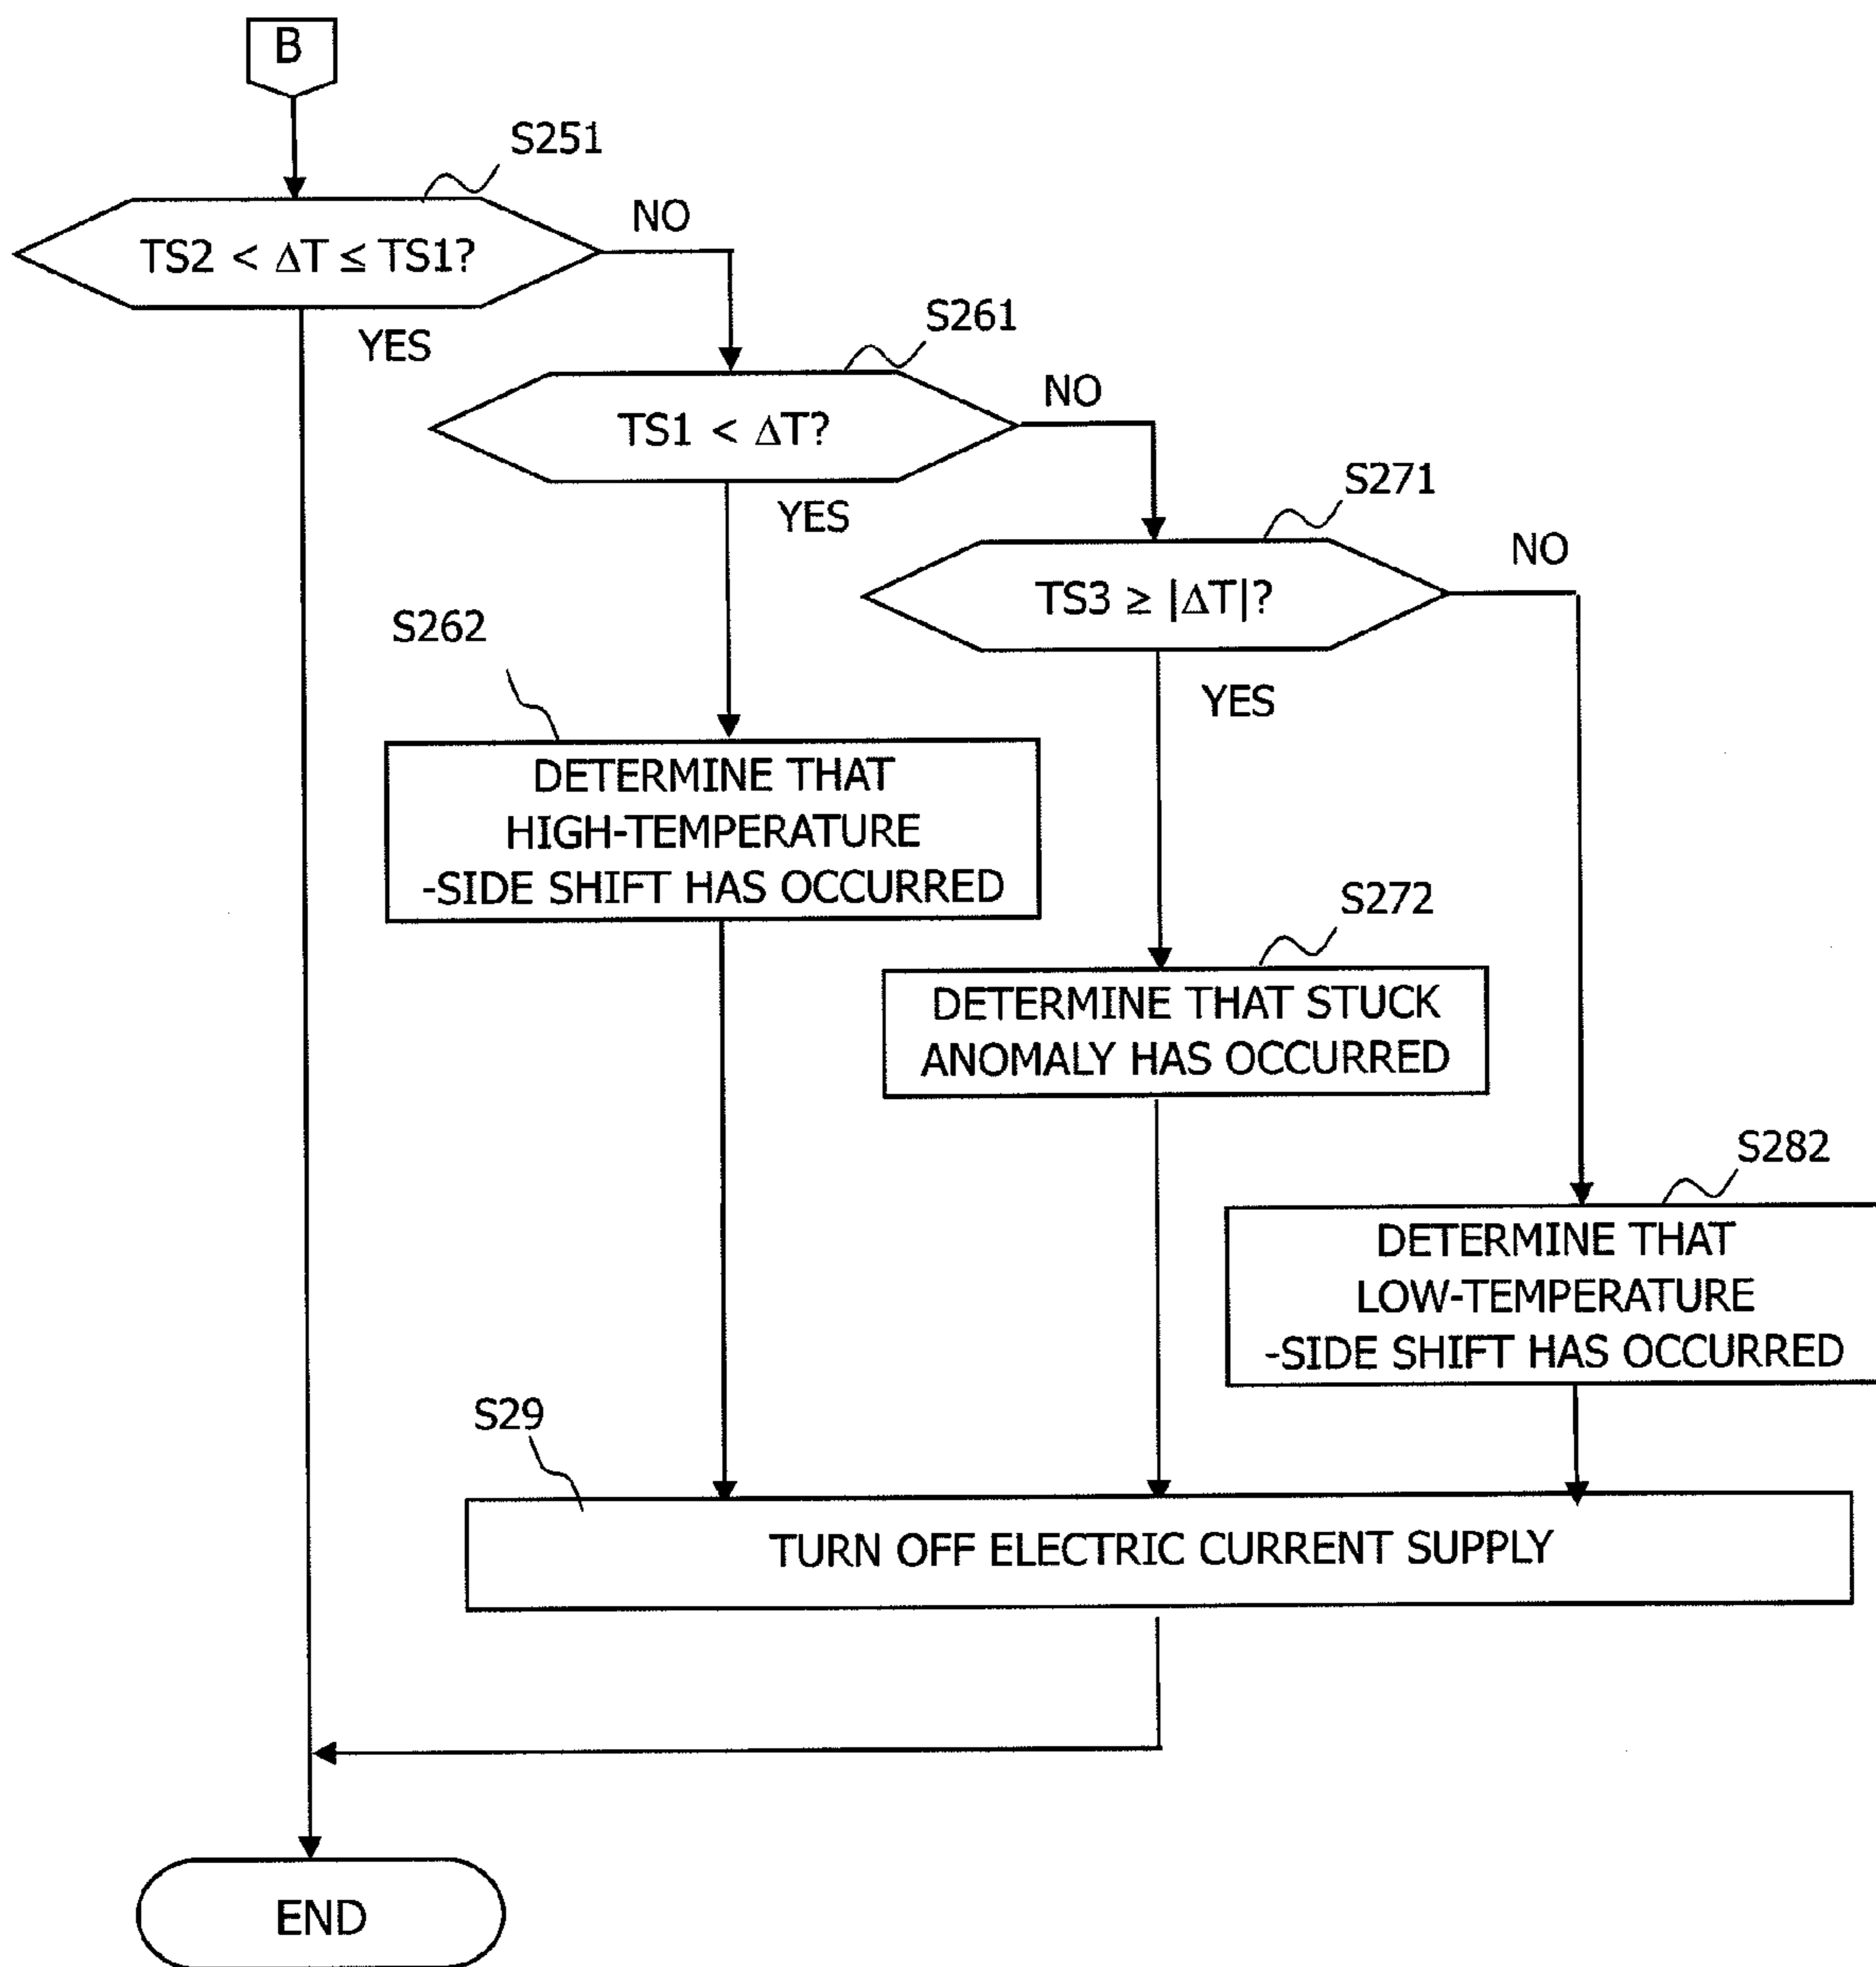 B
S251
TS2 < ΔT ≤ TS1?
NO
YES
S261
TS1 < ΔT?
NO
YES
S271
TS3 ≥ |ΔT|?
NO
YES
S262
DETERMINE THAT
HIGH-TEMPERATURE
-SIDE SHIFT HAS OCCURRED
S272
DETERMINE THAT STUCK
ANOMALY HAS OCCURRED
S282
DETERMINE THAT
LOW-TEMPERATURE
-SIDE SHIFT HAS OCCURRED
S29
TURN OFF ELECTRIC CURRENT SUPPLY
END